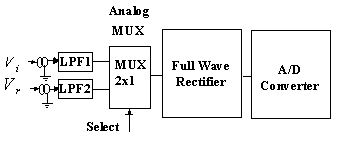 Analog
MUX
Vi
LPF1
Vr
LPF2
MUX
2x1
Full Wave
Rectifier
A/D
Converter
Select